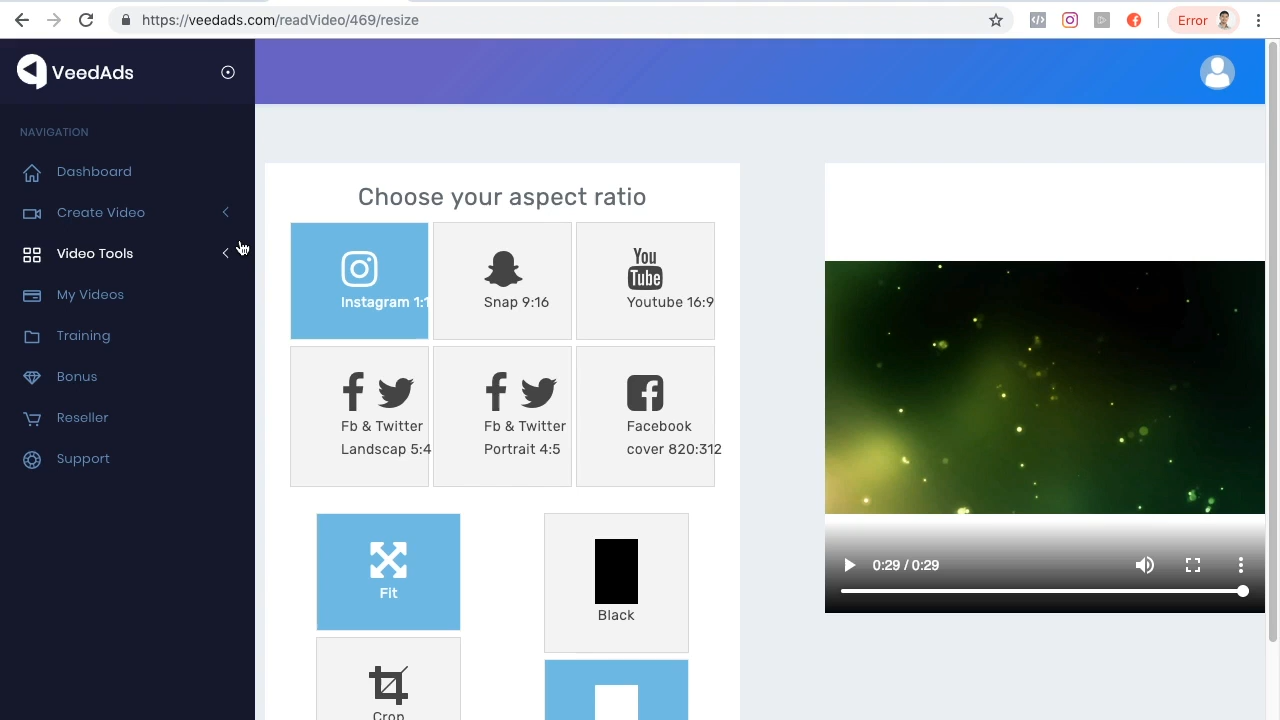 https://veedads.com/readVideo/469/resize
Error
VeedAds
NAVIGATION
Dashboard
Create Video
Video Tools
My Videos
Training
Bonus
Reseller
Support
Choose your aspect ratio
Instagram 1:1
Snap 9:16
You
Tube
Youtube 16:9
Fb & Twitter
Landscap 5:4
Fb & Twitter
Portrait 4:5
Facebook
cover 820:312
Fit
Black
Crop
0:29 / 0:29